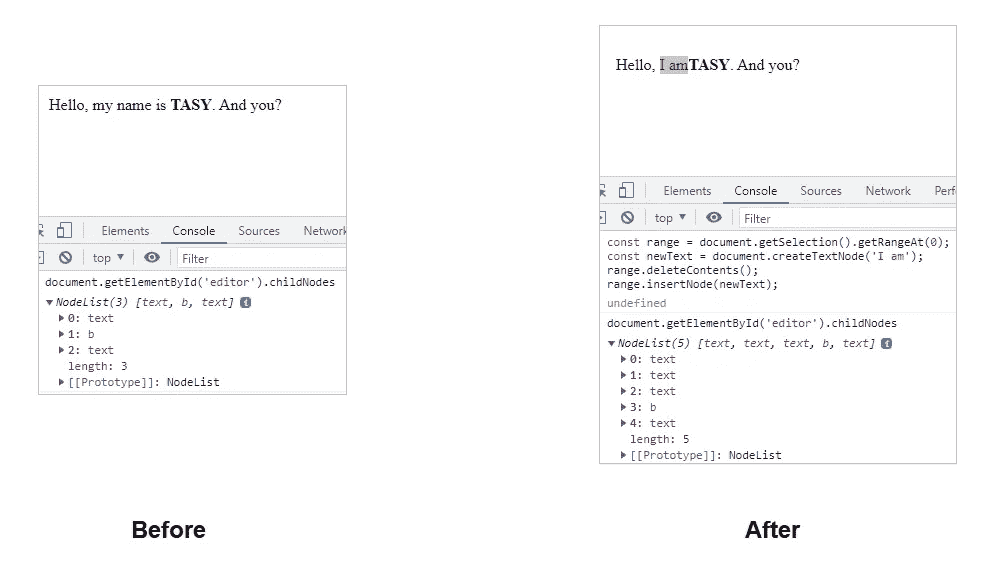 Hello, my name is TASY. And you?
Elements Console Sources Network
top ▼ Filter
document.getElementById('editor').childNodes
▼ NodeList(3) [text, b, text] i
▶ 0: text
▶ 1: b
▶ 2: text
length: 3
▶ [[Prototype]]: NodeList
Before
Hello, I amTASY. And you?
Elements Console Sources Network Perf
top ▼ Filter
const range = document.getSelection().getRangeAt(0);
const newText = document.createTextNode('I am');
range.deleteContents();
range.insertNode(newText);
undefined
document.getElementById('editor').childNodes
▼ NodeList(5) [text, text, text, b, text] i
▶ 0: text
▶ 1: text
▶ 2: text
▶ 3: b
▶ 4: text
length: 5
▶ [[Prototype]]: NodeList
After